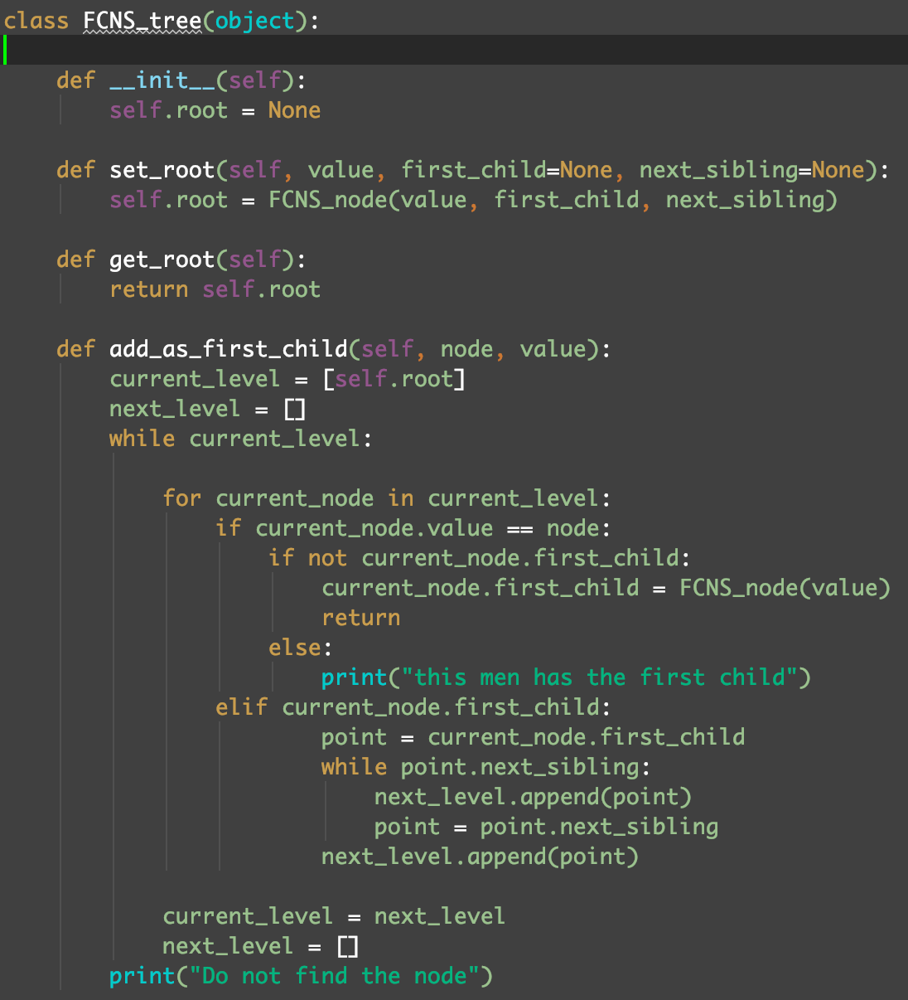 class FCNS_tree(object):
    def __init__(self):
        self.root = None
    def set_root(self, value, first_child=None, next_sibling=None):
        self.root = FCNS_node(value, first_child, next_sibling)
    def get_root(self):
        return self.root
    def add_as_first_child(self, node, value):
        current_level = [self.root]
        next_level = []
        while current_level:
            for current_node in current_level:
                if current_node.value == node:
                    if not current_node.first_child:
                        current_node.first_child = FCNS_node(value)
                        return
                    else:
                        print("this men has the first child")
                elif current_node.first_child:
                        point = current_node.first_child
                        while point.next_sibling:
                            next_level.append(point)
                            point = point.next_sibling
                        next_level.append(point)
            current_level = next_level
            next_level = []
        print("Do not find the node")